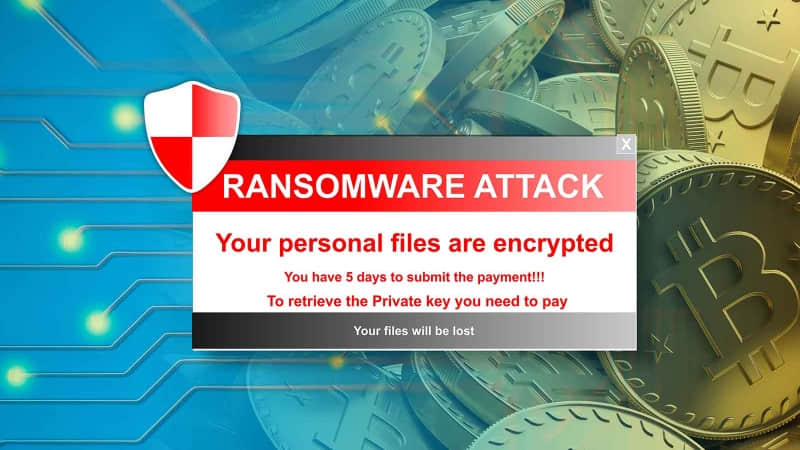 X
RANSOMWARE ATTACK
Your personal files are encrypted
You have 5 days to submit the payment!!!
To retrieve the Private key you need to pay
Your files will be lost